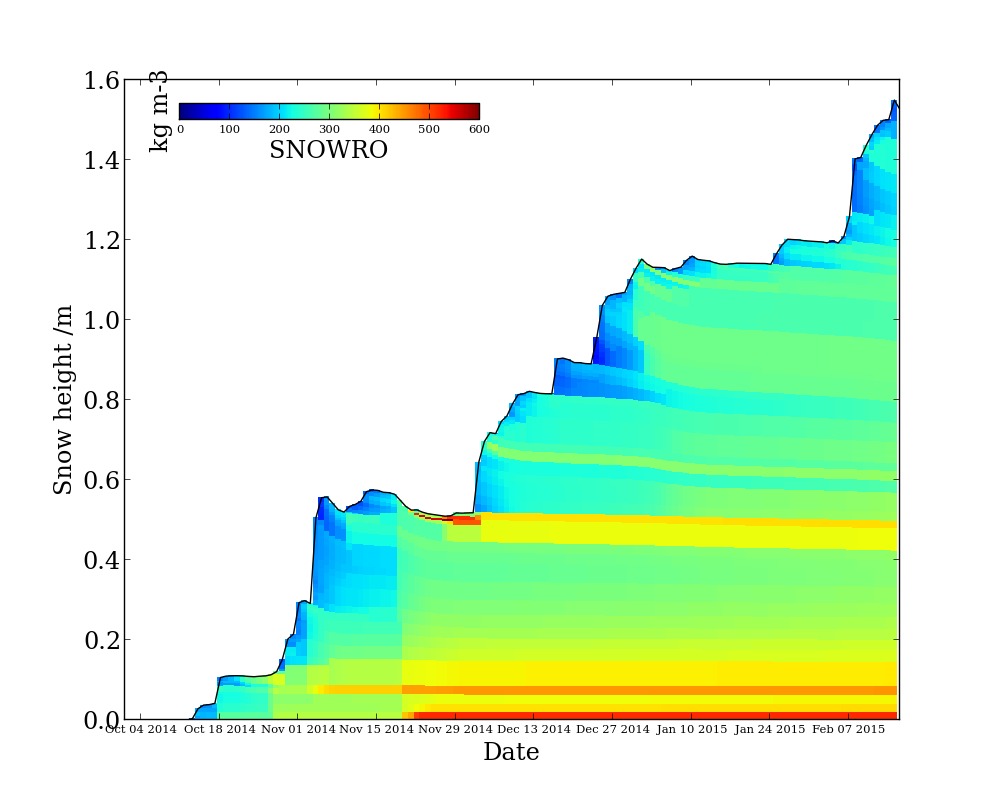 1.6
kg m-3
0 100 200 300 400 500 600
SNOWRO
1.4
1.2
1.0
Snow height /m
0.8
0.6
0.4
0.2
0.0
Oct 04 2014 Oct 18 2014 Nov 01 2014 Nov 15 2014 Nov 29 2014 Dec 13 2014 Dec 27 2014 Jan 10 2015 Jan 24 2015 Feb 07 2015
Date